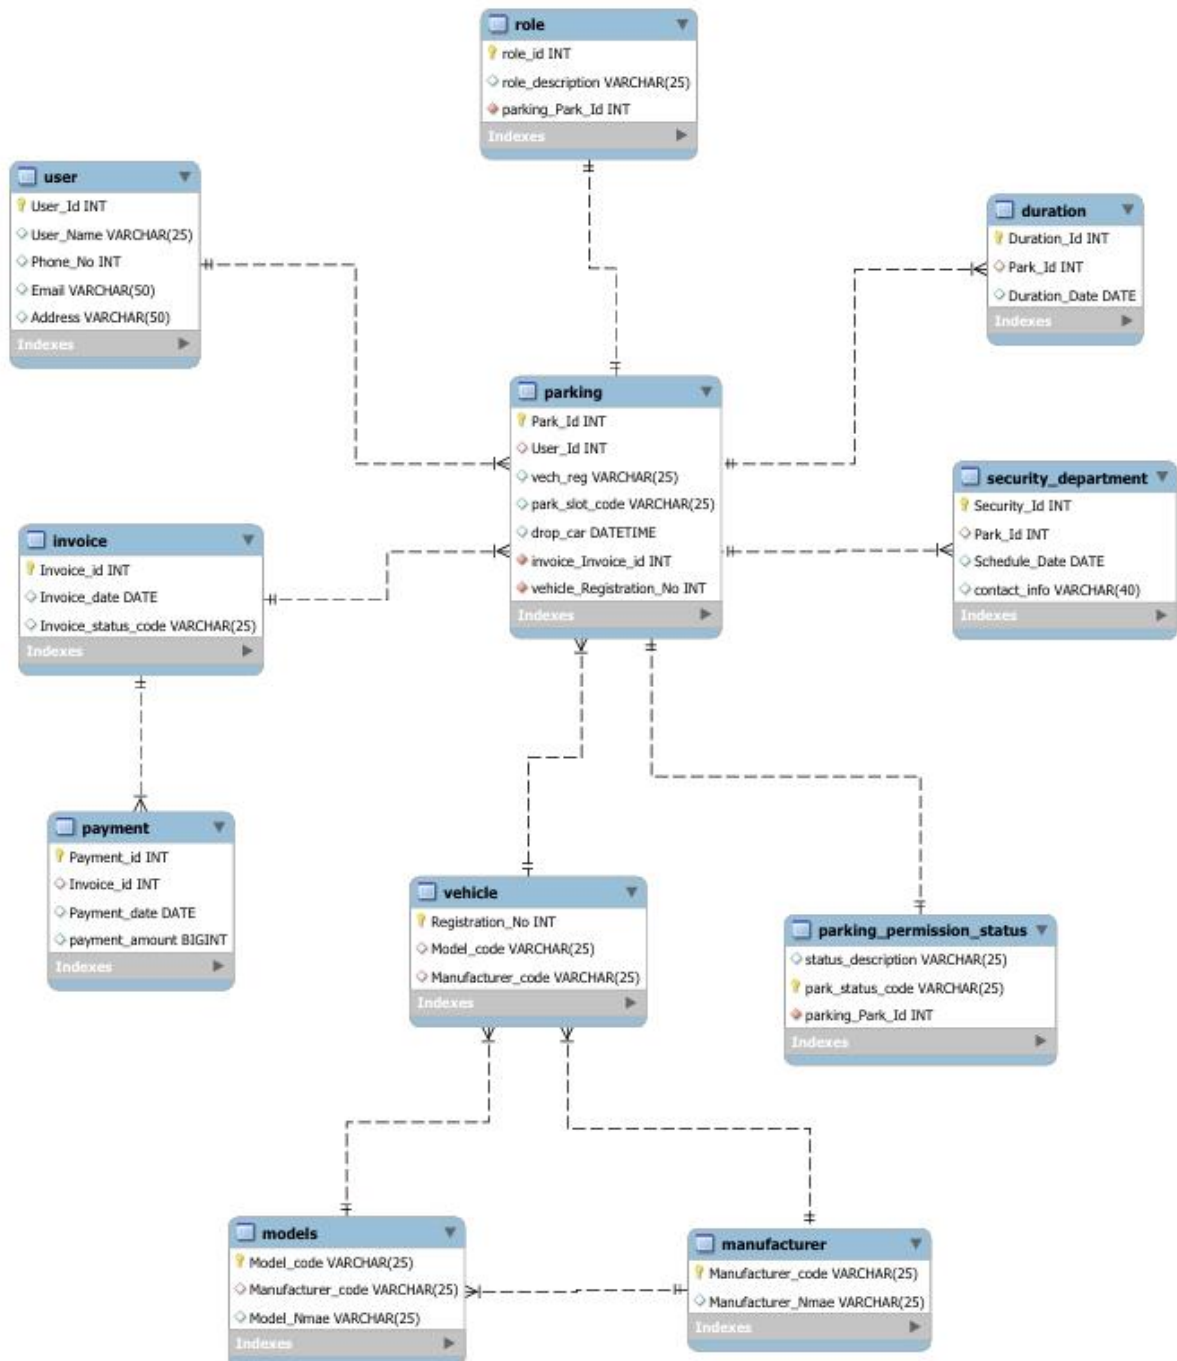 role
role_id INT
role_description VARCHAR(25)
parking_Park_Id INT
Indexes
user
User_Id INT
User_Name VARCHAR(25)
Phone_No INT
Email VARCHAR(50)
Address VARCHAR(50)
Indexes
duration
Duration_Id INT
Park_Id INT
Duration_Date DATE
Indexes
parking
Park_Id INT
User_Id INT
vech_reg VARCHAR(25)
park_slot_code VARCHAR(25)
drop_car DATETIME
invoice_Invoice_id INT
vehicle_Registration_No INT
Indexes
security_department
Security_Id INT
Park_Id INT
Schedule_Date DATE
contact_info VARCHAR(40)
Indexes
invoice
Invoice_id INT
Invoice_date DATE
Invoice_status_code VARCHAR(25)
Indexes
payment
Payment_id INT
Invoice_id INT
Payment_date DATE
payment_amount BIGINT
Indexes
vehicle
Registration_No INT
Model_code VARCHAR(25)
Manufacturer_code VARCHAR(25)
Indexes
parking_permission_status
status_description VARCHAR(25)
park_status_code VARCHAR(25)
parking_Park_Id INT
Indexes
models
Model_code VARCHAR(25)
Manufacturer_code VARCHAR(25)
Model_Nmae VARCHAR(25)
Indexes
manufacturer
Manufacturer_code VARCHAR(25)
Manufacturer_Nmae VARCHAR(25)
Indexes